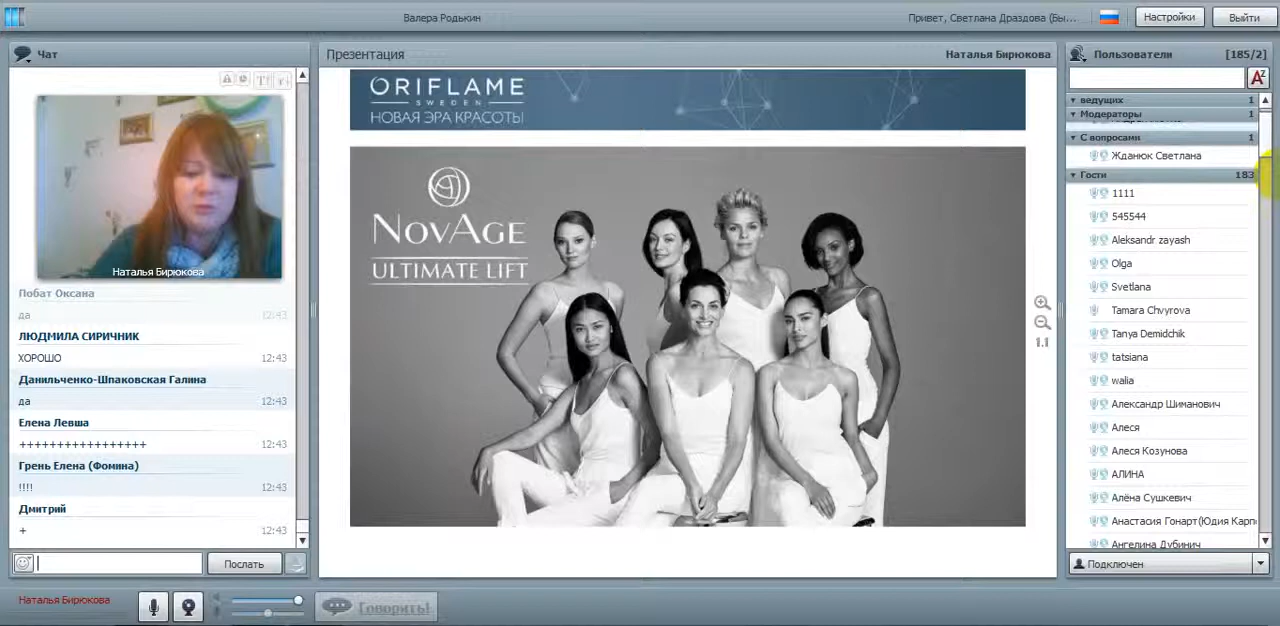 Валера Родькин
Привет, Светлана Драздова (Бы...
Настройки
Выйти
Чат
Наталья Бирюкова
Побат Оксана
да
12:43
ЛЮДМИЛА СИРИЧНИК
ХОРОШО
12:43
Данильченко-Шпаковская Галина
да
12:43
Елена Левша
+++++++++++++++++
12:43
Грень Елена (Фомина)
!!!!
12:43
Дмитрий
+
12:43
Послать
Презентация
Наталья Бирюкова
ORIFLAME
SWEDEN
НОВАЯ ЭРА КРАСОТЫ
NOVAGE
ULTIMATE LIFT
1.1
Пользователи
[185/2]
ведущих 1
Модераторы 1
С вопросами 1
Жданюк Светлана
Гости 183
1111
545544
Aleksandr zayash
Olga
Svetlana
Tamara Chvyrova
Tanya Demidchik
tatsiana
walia
Александр Шиманович
Алеся
Алеся Козунова
АЛИНА
Алёна Сушкевич
Анастасия Гонарт(Юдия Карп
Ангелина Дубинич
Подключен
Наталья Бирюкова
Говорить!